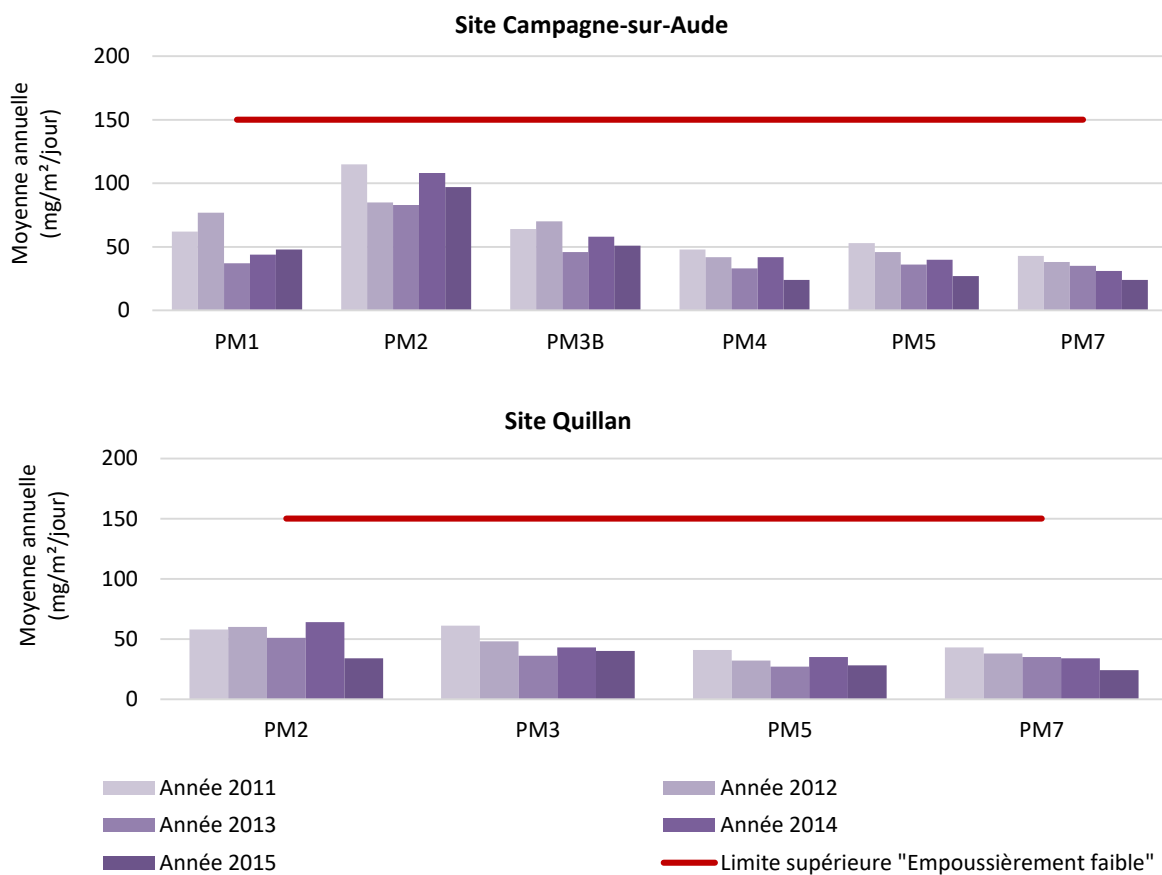 Site Campagne-sur-Aude
Moyenne annuelle
(mg/m²/jour)
200
150
100
50
0
PM1 PM2 PM3B PM4 PM5 PM7
Site Quillan
Moyenne annuelle
(mg/m²/jour)
200
150
100
50
0
PM2 PM3 PM5 PM7
Année 2011 Année 2012
Année 2013 Année 2014
Année 2015 Limite supérieure "Empoussièrement faible"